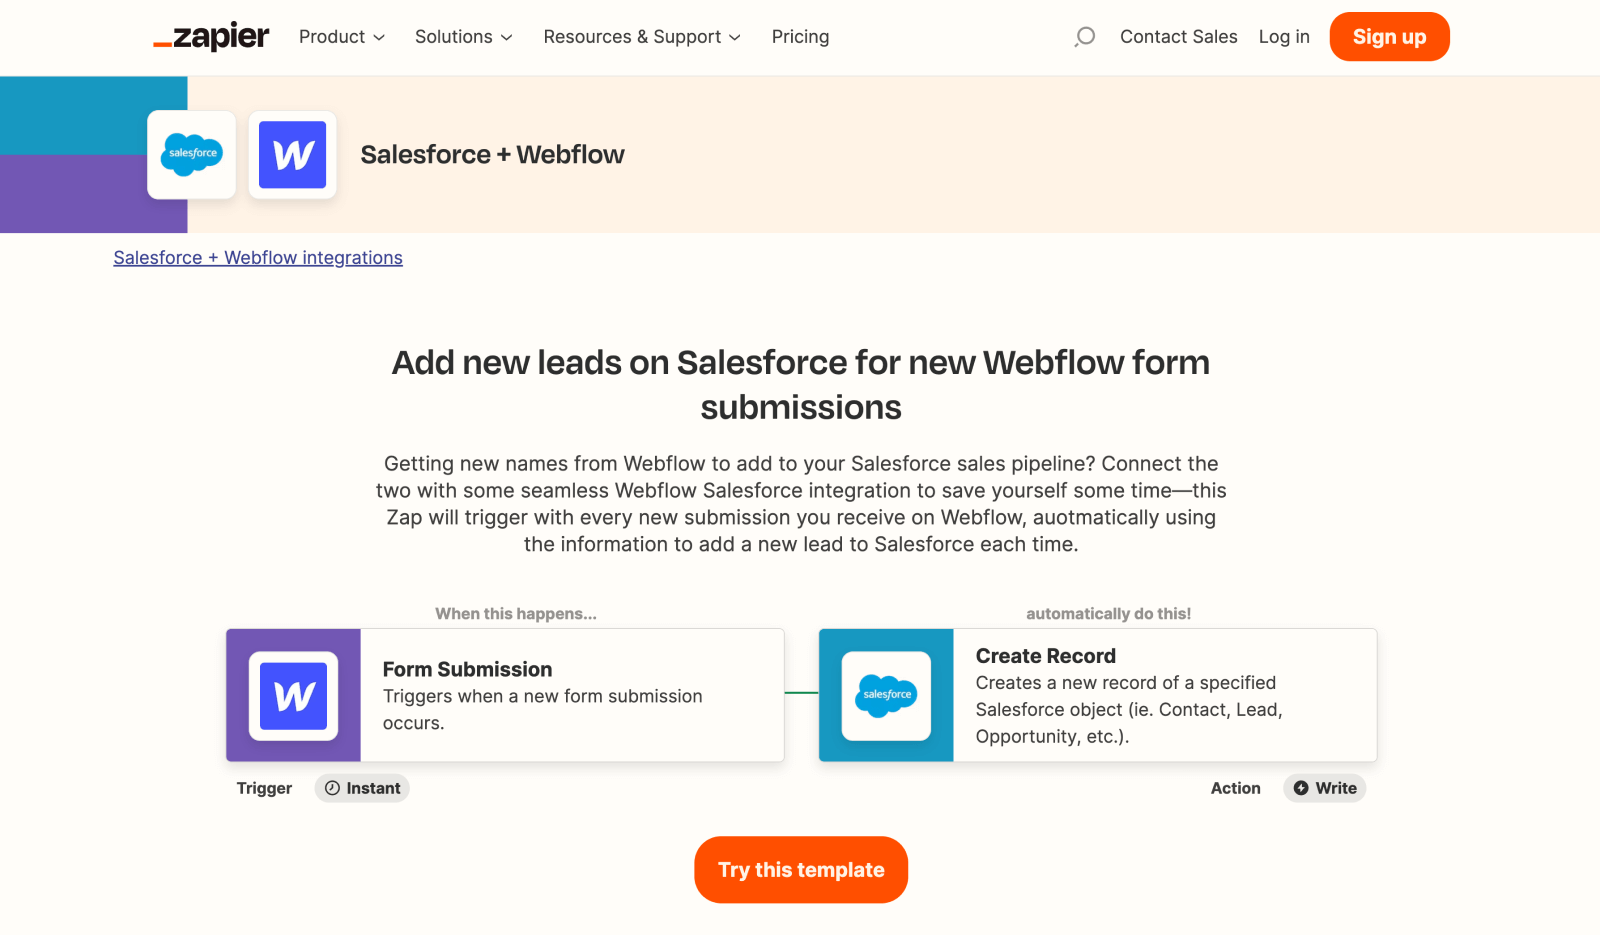 zapier Product Solutions Resources & Support Pricing Contact Sales Log in Sign up
salesforce W Salesforce + Webflow
Salesforce + Webflow integrations
Add new leads on Salesforce for new Webflow form
submissions
Getting new names from Webflow to add to your Salesforce sales pipeline? Connect the
two with some seamless Webflow Salesforce integration to save yourself some time—this
Zap will trigger with every new submission you receive on Webflow, auotmatically using
the information to add a new lead to Salesforce each time.
When this happens...
W
Form Submission
Triggers when a new form submission
occurs.
Trigger Instant
automatically do this!
salesforce
Create Record
Creates a new record of a specified
Salesforce object (ie. Contact, Lead,
Opportunity, etc.).
Action Write
Try this template